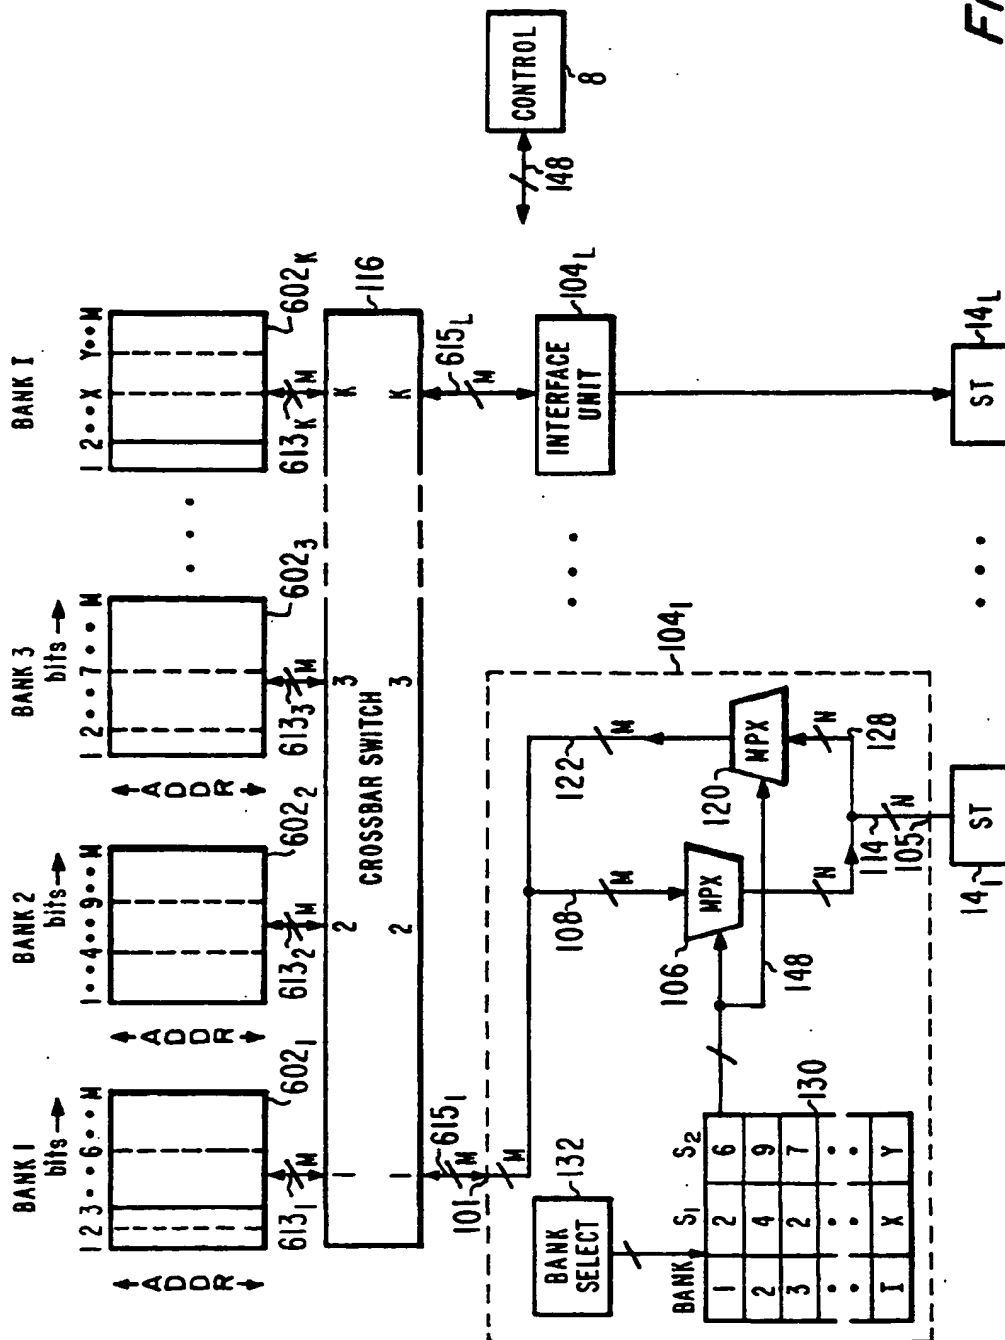 BANK 1
bits→
1 2 3 • • 6 • • M
ADDR
602₁
613₁
M
BANK 2
bits→
1 • • 4 • • 9 • • M
ADDR
602₂
613₂
M
BANK 3
bits→
1 2 • • 7 • • • M
ADDR
602₃
613₃
M
BANK I
1 2 • • X • • Y • • M
602ₖ
613ₖ
M
1 2 3 K
CROSSBAR SWITCH
116
1 2 3 K
615₁
M
101
M
615_L
M
104₁
104_L
INTERFACE UNIT
148
CONTROL
8
132
BANK SELECT
108
M
122
M
106
MPX
120
MPX
148
N
N
128
114
N
105
BANK S₁ S₂
1 2 6
2 4 9
3 2 7
• • •
• • •
I X Y
130
ST
14₁
ST
14_L